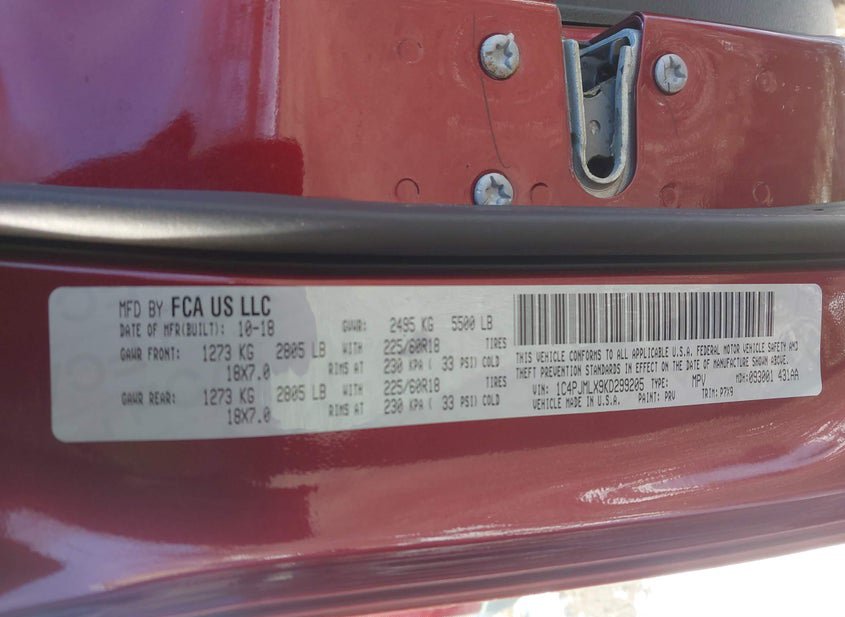 MFD BY FCA US LLC
DATE OF MFR(BUILT): 10-18 GVWR: 2495 KG 5500 LB
GAWR FRONT: 1273 KG 2805 LB WITH 225/60R18 TIRES
18X7.0 RIMS AT 230 KPA ( 33 PSI) COLD
GAWR REAR: 1273 KG 2805 LB WITH 225/60R18 TIRES
18X7.0 RIMS AT 230 KPA ( 33 PSI) COLD
THIS VEHICLE CONFORMS TO ALL APPLICABLE U.S.A. FEDERAL MOTOR VEHICLE SAFETY AND
THEFT PREVENTION STANDARDS IN EFFECT ON THE DATE OF MANUFACTURE SHOWN ABOVE.
VIN: 1C4PJMLX9KD299205 TYPE: MPV MDH: 093001 431AA
VEHICLE MADE IN U.S.A. PAINT: PRV TRIM: P7X9